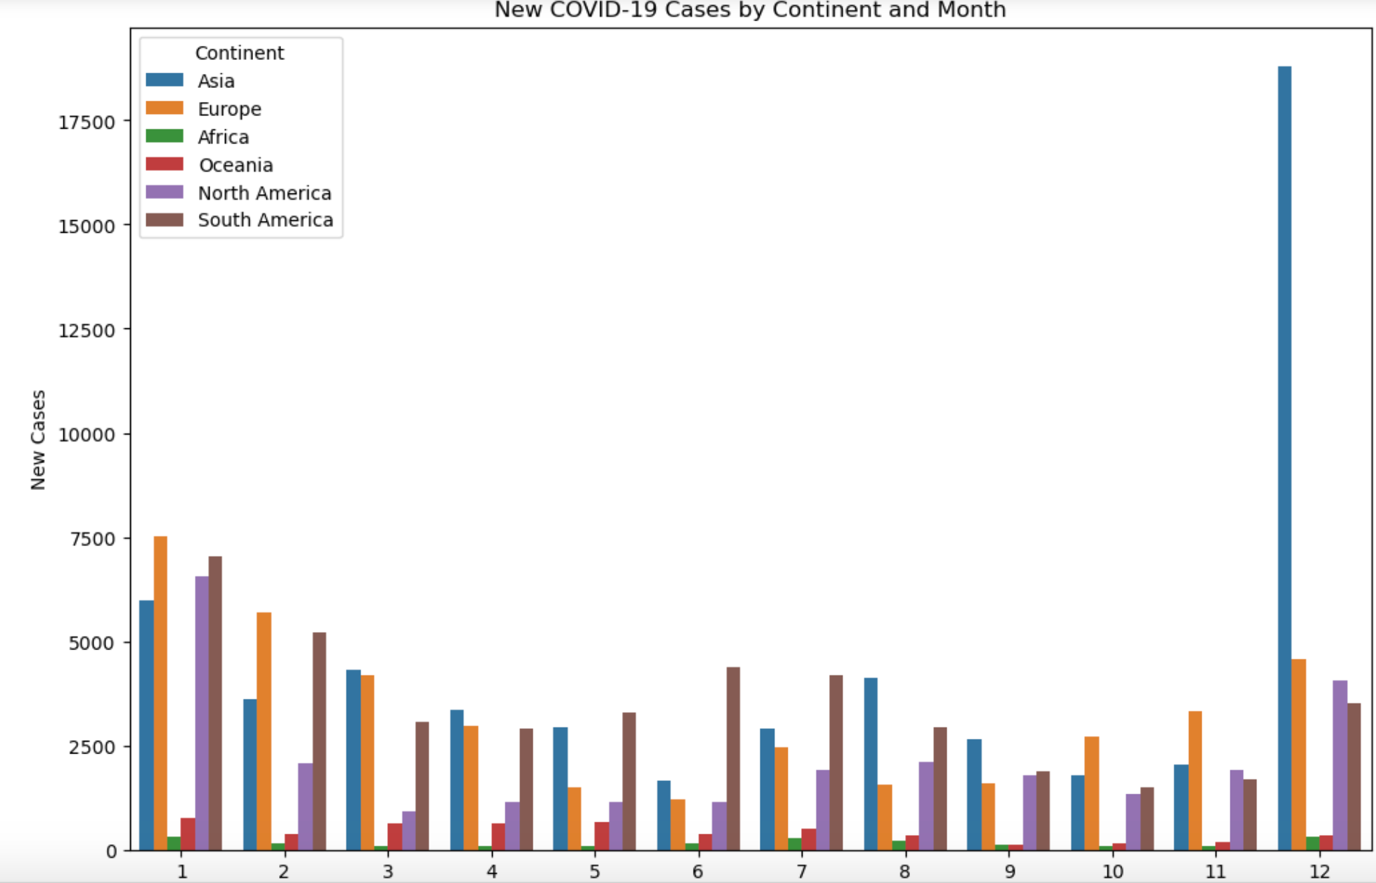 New COVID-19 Cases by Continent and Month
Continent
Asia
Europe
Africa
Oceania
North America
South America
17500
15000
12500
10000
7500
5000
2500
0
New Cases
1 2 3 4 5 6 7 8 9 10 11 12